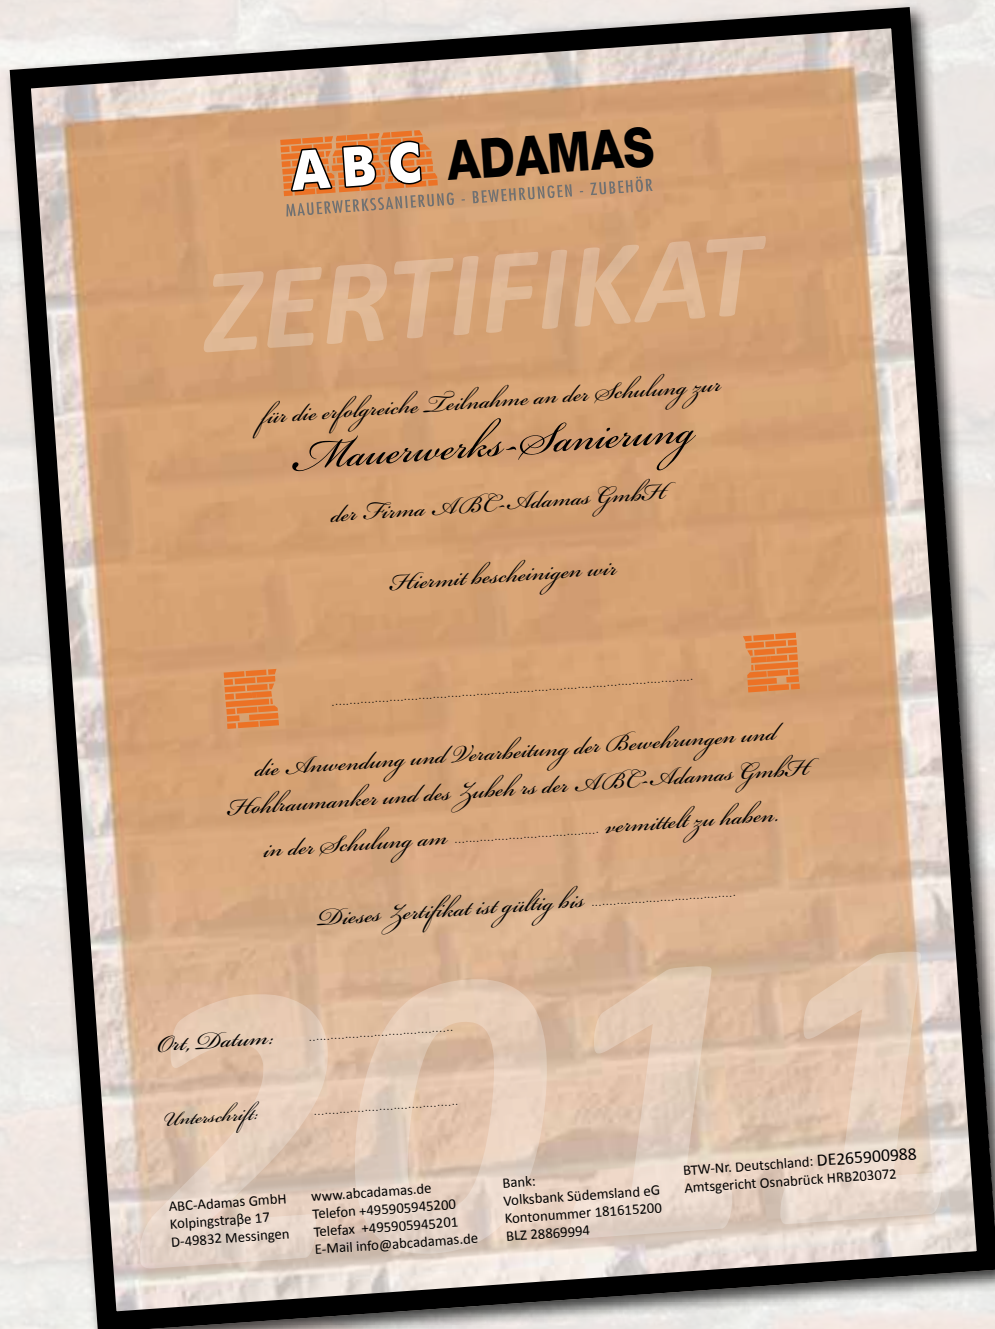 ABC ADAMAS
MAUERWERKSSANIERUNG - BEWEHRUNGEN - ZUBEHÖR
ZERTIFIKAT
für die erfolgreiche Teilnahme an der Schulung zur
Mauerwerks-Sanierung
der Firma ABC-Adamas GmbH
Hiermit bescheinigen wir
die Anwendung und Verarbeitung der Bewehrungen und
Hohlraumanker und des Zubeh rs der ABC-Adamas GmbH
in der Schulung am ........................................ vermittelt zu haben.
Dieses Zertifikat ist gültig bis ........................................
2011
Ort, Datum: ........................................
Unterschrift: ........................................
ABC-Adamas GmbH
Kolpingstraße 17
D-49832 Messingen
www.abcadamas.de
Telefon +495905945200
Telefax +495905945201
E-Mail info@abcadamas.de
Bank:
Volksbank Südemsland eG
Kontonummer 181615200
BLZ 28869994
BTW-Nr. Deutschland: DE265900988
Amtsgericht Osnabrück HRB203072